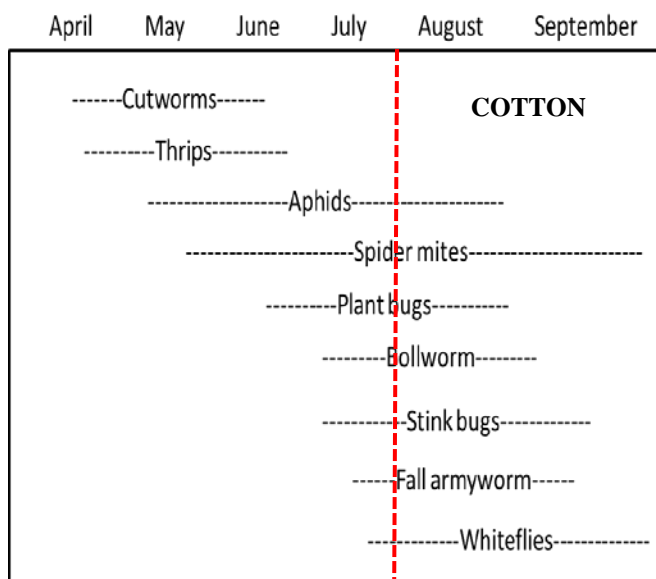 April May June July August September
COTTON
-------Cutworms-------
----------Thrips-----------
--------------------Aphids----------------------
------------------------Spider mites-------------------------
----------Plant bugs-----------
---------Bollworm---------
------------Stink bugs-------------
------Fall armyworm------
-------------Whiteflies--------------